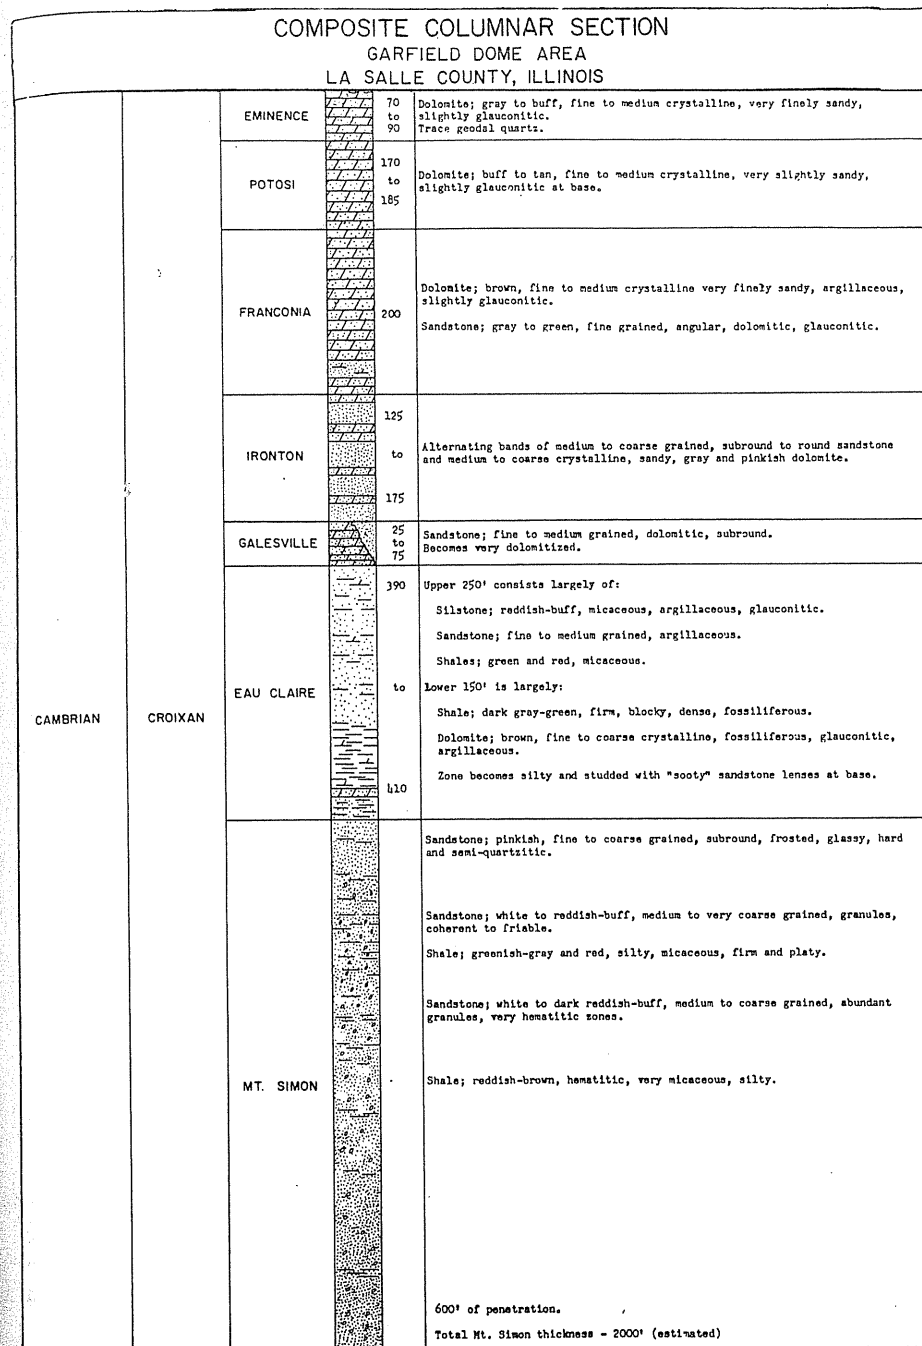 COMPOSITE COLUMNAR SECTION
GARFIELD DOME AREA
LA SALLE COUNTY, ILLINOIS
CAMBRIAN
CROIXAN
EMINENCE
70
to
90
Dolomite; gray to buff, fine to medium crystalline, very finely sandy,
slightly glauconitic.
Trace geodal quartz.
POTOSI
170
to
185
Dolomite; buff to tan, fine to medium crystalline, very slightly sandy,
slightly glauconitic at base.
FRANCONIA
200
Dolomite; brown, fine to medium crystalline very finely sandy, argillaceous,
slightly glauconitic.
Sandstone; gray to green, fine grained, angular, dolomitic, glauconitic.
IRONTON
125
to
175
Alternating bands of medium to coarse grained, subround to round sandstone
and medium to coarse crystalline, sandy, gray and pinkish dolomite.
GALESVILLE
25
to
75
Sandstone; fine to medium grained, dolomitic, subround.
Becomes very dolomitized.
EAU CLAIRE
390
to
410
Upper 250' consists largely of:
Silstone; reddish-buff, micaceous, argillaceous, glauconitic.
Sandstone; fine to medium grained, argillaceous.
Shales; green and red, micaceous.
Lower 150' is largely:
Shale; dark gray-green, firm, blocky, dense, fossiliferous.
Dolomite; brown, fine to coarse crystalline, fossiliferous, glauconitic,
argillaceous.
Zone becomes silty and studded with "sooty" sandstone lenses at base.
MT. SIMON
Sandstone; pinkish, fine to coarse grained, subround, frosted, glassy, hard
and semi-quartzitic.
Sandstone; white to reddish-buff, medium to very coarse grained, granules,
coherent to friable.
Shale; greenish-gray and red, silty, micaceous, firm and platy.
Sandstone; white to dark reddish-buff, medium to coarse grained, abundant
granules, very hematitic zones.
Shale; reddish-brown, hematitic, very micaceous, silty.
600' of penetration.
Total Mt. Simon thickness - 2000' (estimated)